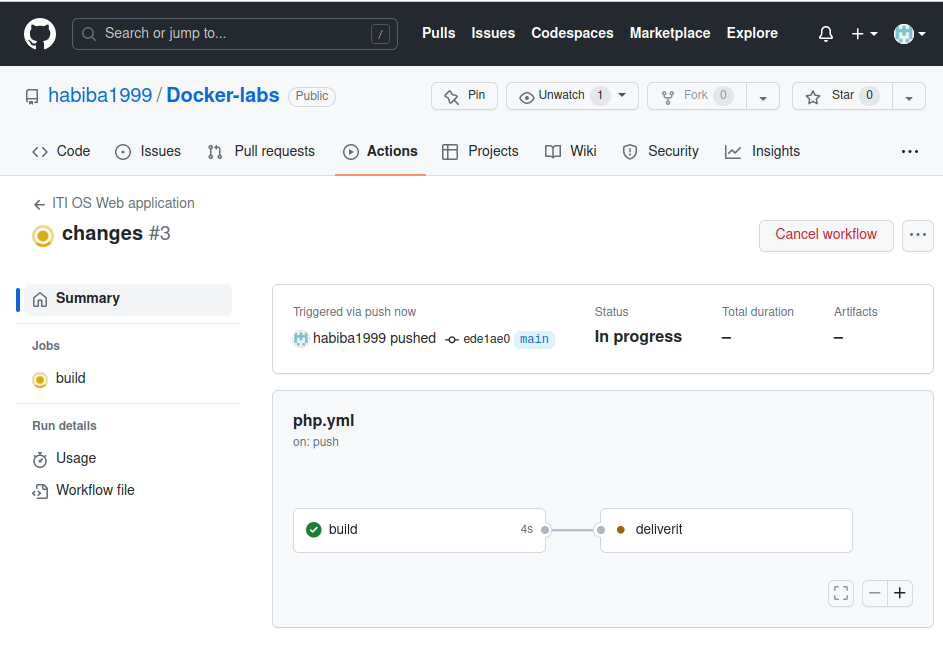 Search or jump to... /
Pulls Issues Codespaces Marketplace Explore
habiba1999 / Docker-labs Public
Pin
Unwatch 1
Fork 0
Star 0
Code Issues Pull requests Actions Projects Wiki Security Insights
ITI OS Web application
changes #3
Cancel workflow
Summary
Jobs
build
Run details
Usage
Workflow file
Triggered via push now
habiba1999 pushed ede1ae0 main
Status
In progress
Total duration
–
Artifacts
–
php.yml
on: push
build 4s
deliverit